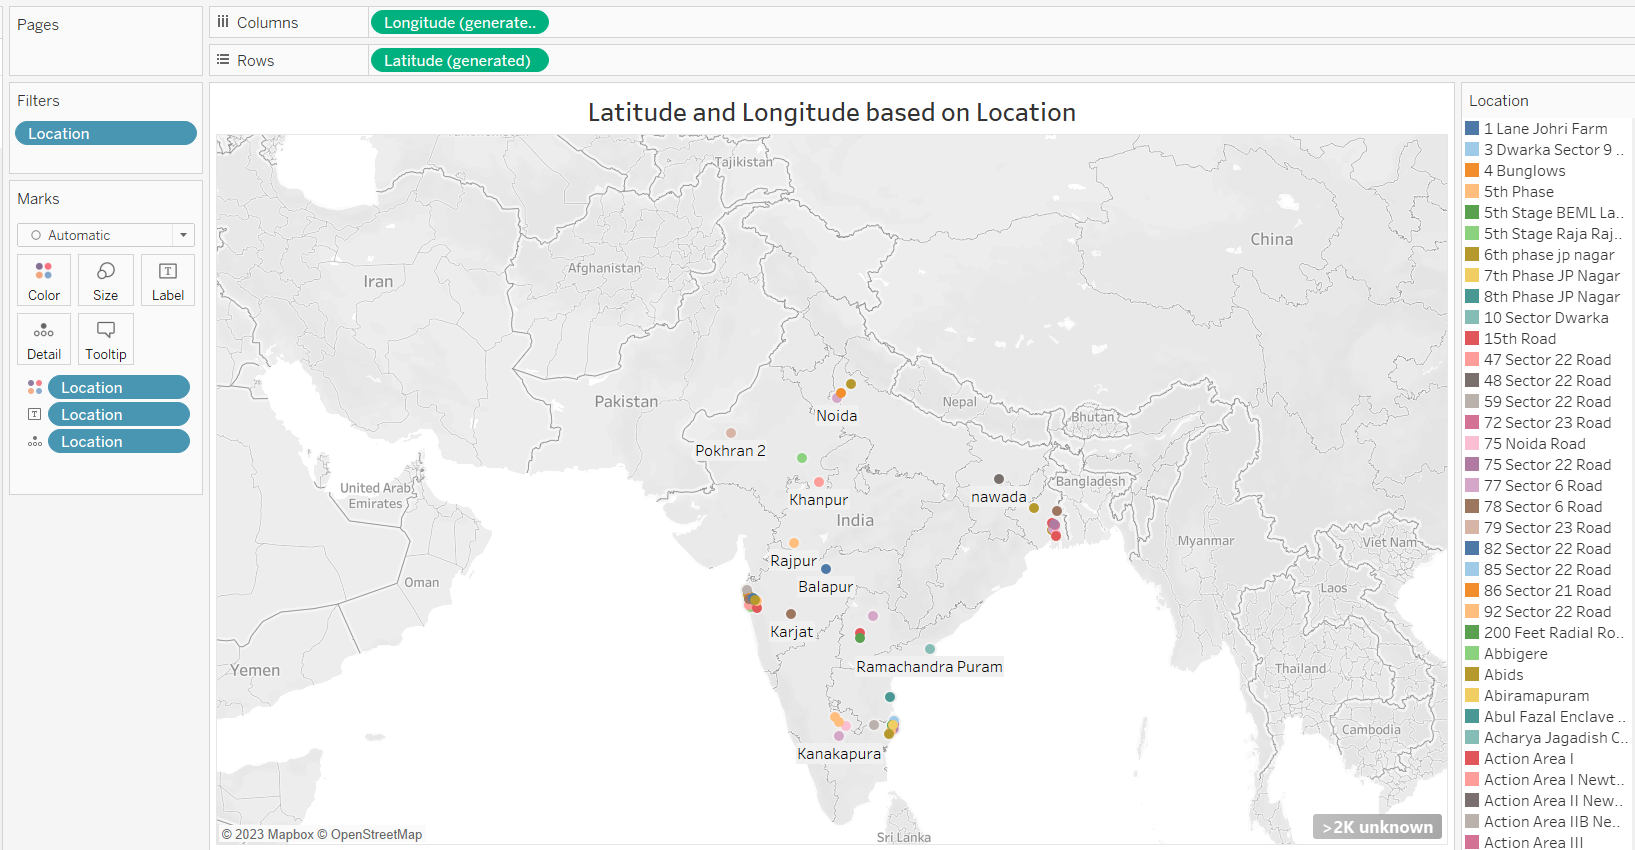 Pages
Columns
Longitude (generate..
Rows
Latitude (generated)
Filters
Location
Marks
Automatic
Color
Size
Label
Detail
Tooltip
Location
Location
Location
Latitude and Longitude based on Location
Tajikistan
China
Afghanistan
Iran
Pakistan
Nepal
Noida
Bhutan
Pokhran 2
Bangladesh
United Arab
Emirates
Khanpur
nawada
India
Myanmar
Viet Nam
Rajpur
Oman
Balapur
Laos
Karjat
Yemen
Ramachandra Puram
Thailand
Cambodia
Kanakapura
Sri Lanka
© 2023 Mapbox © OpenStreetMap
>2K unknown
Location
1 Lane Johri Farm
3 Dwarka Sector 9 ..
4 Bunglows
5th Phase
5th Stage BEML La..
5th Stage Raja Raj..
6th phase jp nagar
7th Phase JP Nagar
8th Phase JP Nagar
10 Sector Dwarka
15th Road
47 Sector 22 Road
48 Sector 22 Road
59 Sector 22 Road
72 Sector 23 Road
75 Noida Road
75 Sector 22 Road
77 Sector 6 Road
78 Sector 6 Road
79 Sector 23 Road
82 Sector 22 Road
85 Sector 22 Road
86 Sector 21 Road
92 Sector 22 Road
200 Feet Radial Ro..
Abbigere
Abids
Abiramapuram
Abul Fazal Enclave ..
Acharya Jagadish C..
Action Area I
Action Area I Newt..
Action Area II New..
Action Area IIB Ne..
Action Area III